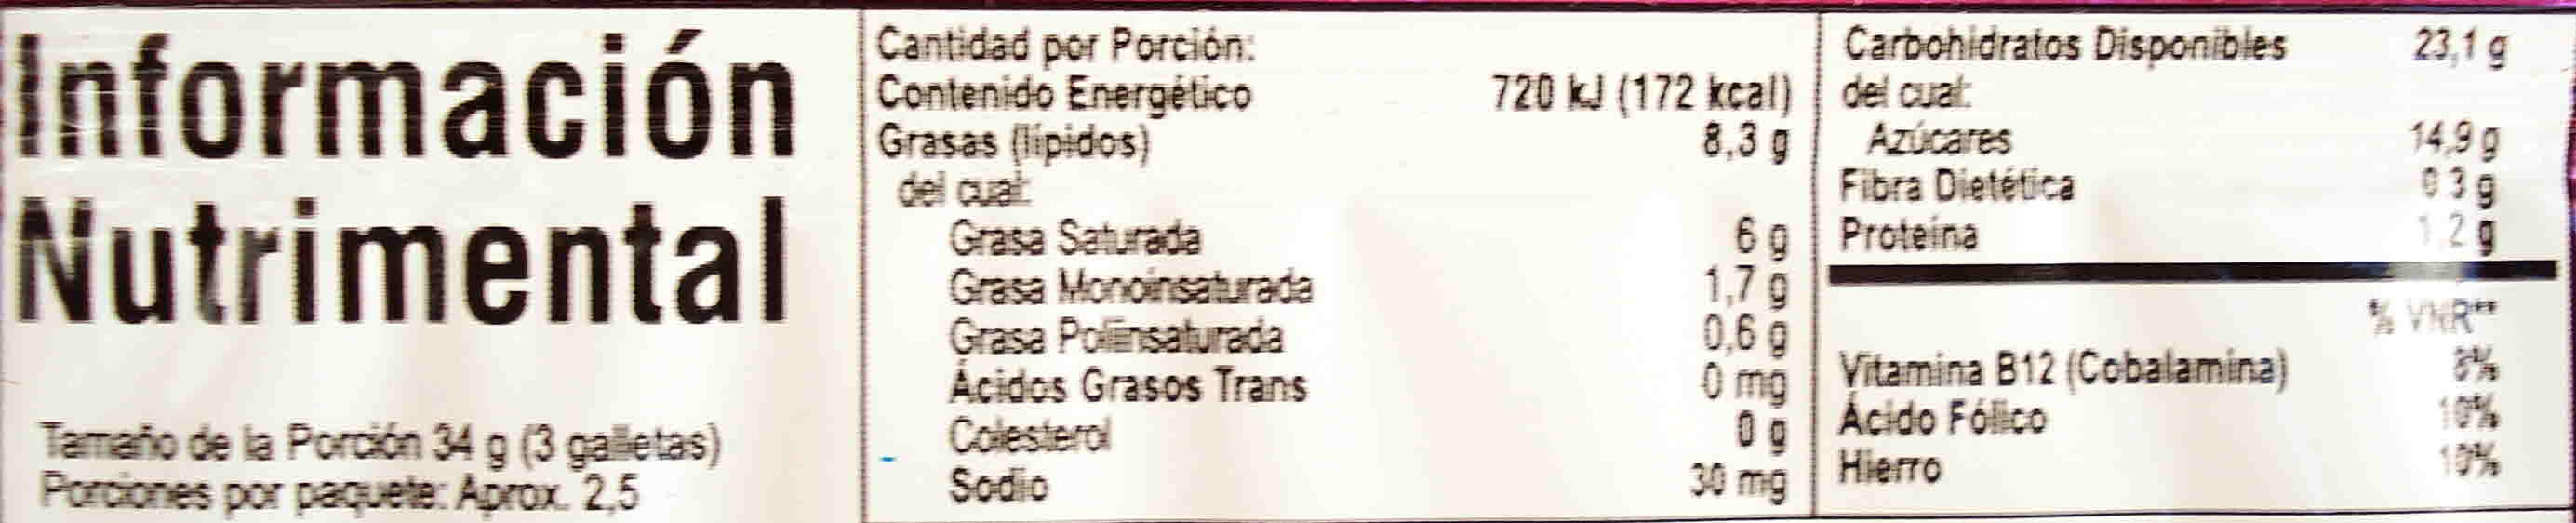 Información
Nutrimental
Tamaño de la Porción 34 g (3 galletas)
Porciones por paquete: Aprox. 2,5
Cantidad por Porción:
Contenido Energético 720 kJ (172 kcal)
Grasas (lípidos) 8,3 g
del cual:
Grasa Saturada 6 g
Grasa Monoinsaturada 1,7 g
Grasa Poliinsaturada 0,6 g
Ácidos Grasos Trans 0 mg
Colesterol 0 g
Sodio 30 mg
Carbohidratos Disponibles 23,1 g
del cual:
Azúcares 14,9 g
Fibra Dietética 0 3 g
Proteína 1,2 g
% VNR**
Vitamina B12 (Cobalamina) 8%
Ácido Fólico 10%
Hierro 10%